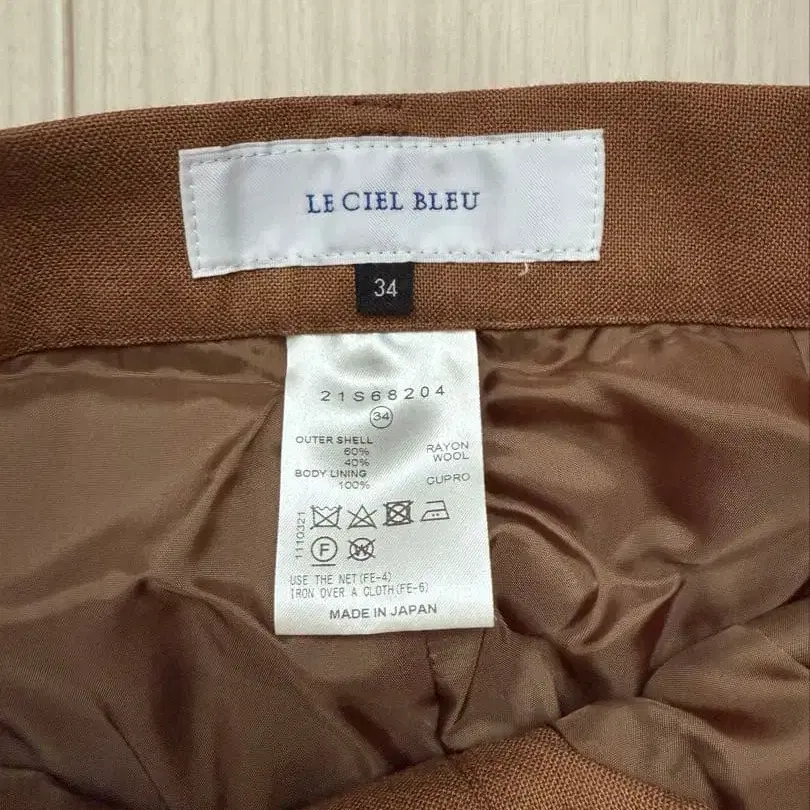 LE CIEL BLEU
34
21S68204
34
OUTER SHELL
60% RAYON
40% WOOL
BODY LINING
100% CUPRO
1110321
F W
USE THE NET(FE-4)
IRON OVER A CLOTH(FE-6)
MADE IN JAPAN